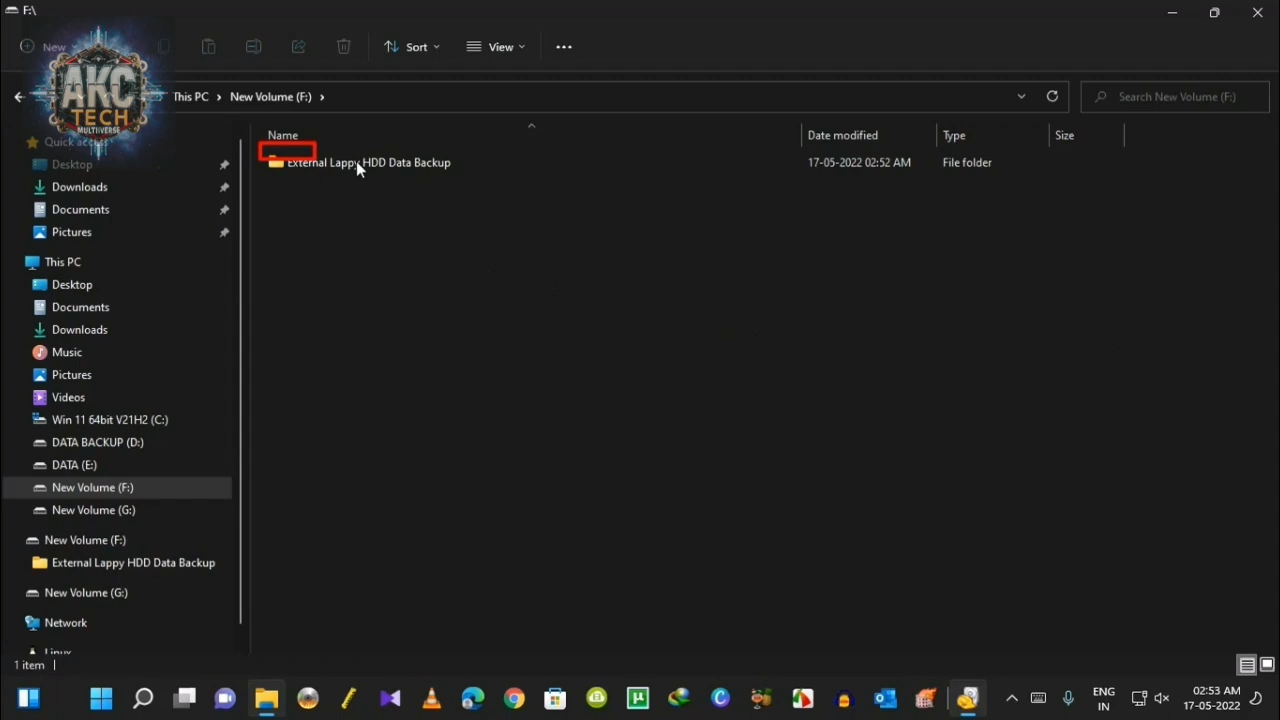 F:\
New
Sort
View
AKC
TECH
MULTIVERSE
This PC > New Volume (F:) >
Search New Volume (F:)
Name
Date modified
Type
Size
External Lappy HDD Data Backup
17-05-2022 02:52 AM
File folder
Quick access
Desktop
Downloads
Documents
Pictures
This PC
Desktop
Documents
Downloads
Music
Pictures
Videos
Win 11 64bit V21H2 (C:)
DATA BACKUP (D:)
DATA (E:)
New Volume (F:)
New Volume (G:)
New Volume (F:)
External Lappy HDD Data Backup
New Volume (G:)
Network
Linux
1 item
ENG
IN
02:53 AM
17-05-2022